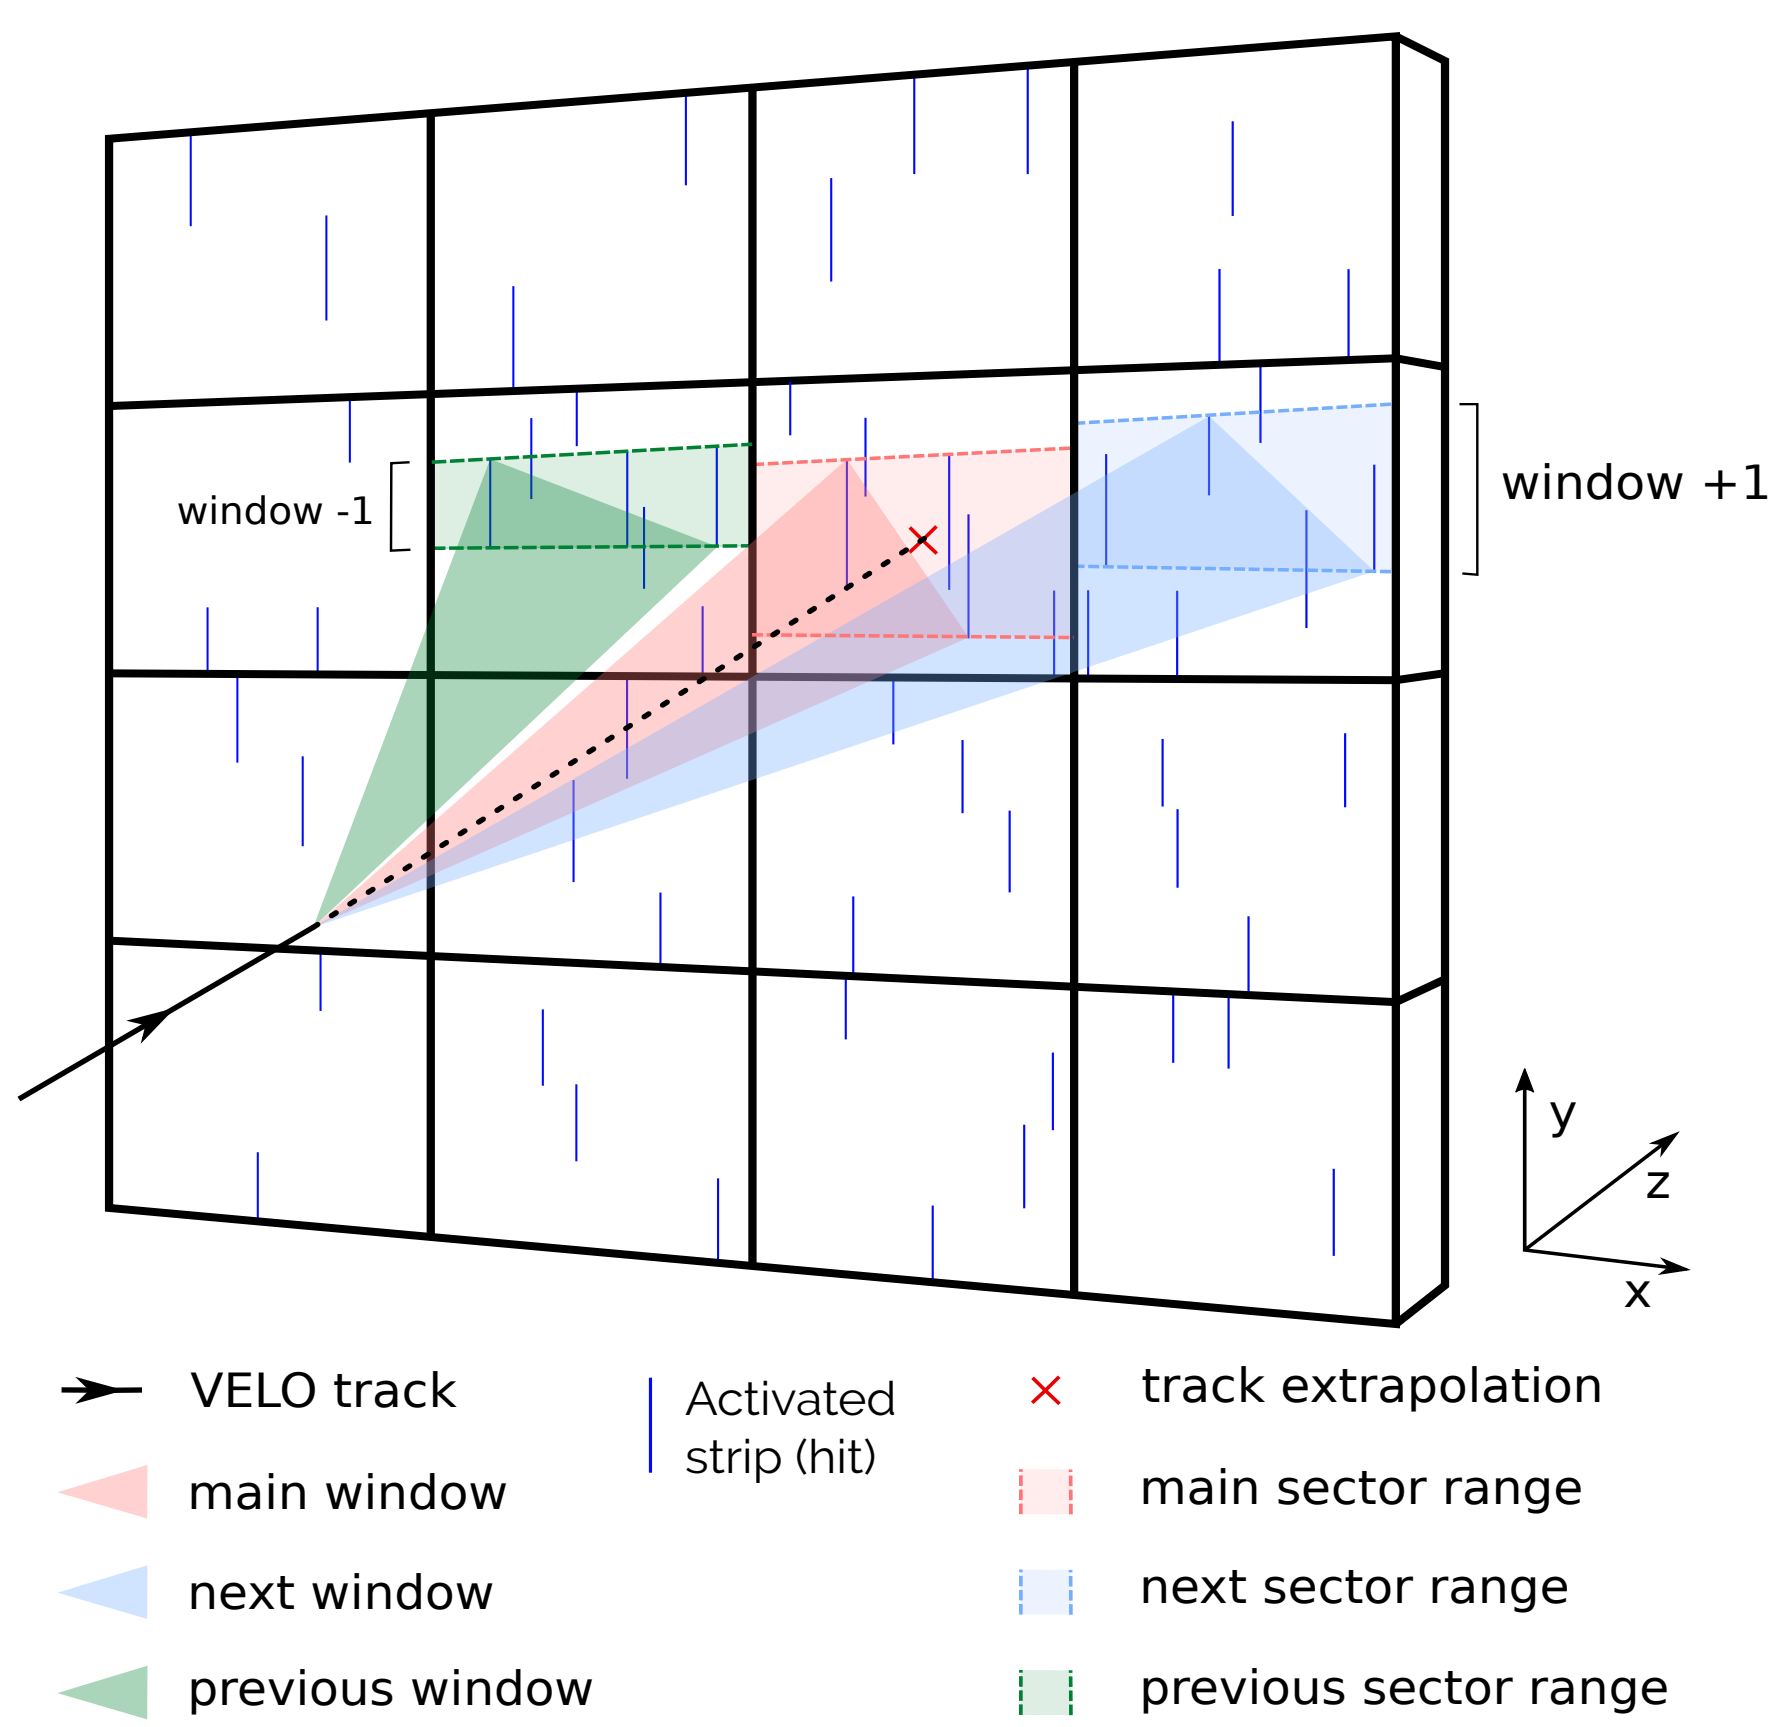 window -1
window +1
y
z
x
VELO track
Activated
strip (hit)
track extrapolation
main window
main sector range
next window
next sector range
previous window
previous sector range